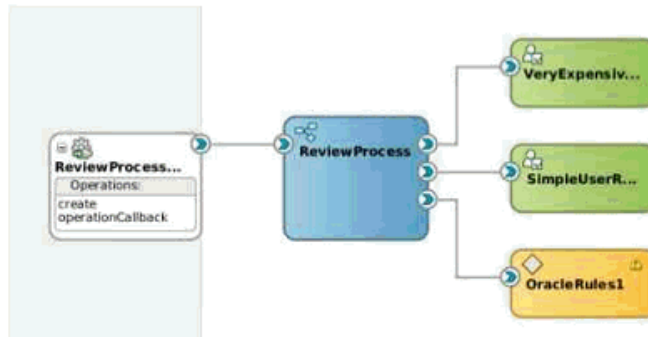 VeryExpensiv...
ReviewProcess...
Operations:
create
operationCallback
ReviewProcess
SimpleUserR...
OracleRules1